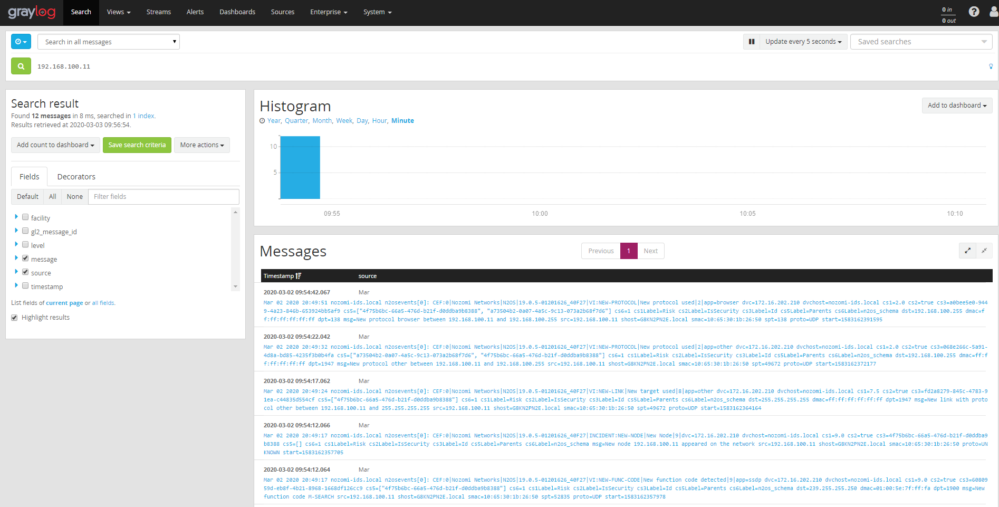 graylog Search Views Streams Alerts Dashboards Sources Enterprise System 0 in
0 out
Search in all messages Update every 5 seconds Saved searches
192.168.100.11
Search result
Found 12 messages in 8 ms, searched in 1 index.
Results retrieved at 2020-03-03 09:56:54.
Add count to dashboard Save search criteria More actions
Fields Decorators
Default All None Filter fields
facility
gl2_message_id
level
message
source
timestamp
List fields of current page or all fields.
Highlight results
Histogram
Add to dashboard
Year, Quarter, Month, Week, Day, Hour, Minute
10
5
09:55 10:00 10:05 10:10
Messages
Previous 1 Next
Timestamp source
2020-03-02 09:54:42.067 Mar
Mar 02 2020 20:49:51 nozomi-ids.local n2osevents[0]: CEF:0|Nozomi Networks|N2OS|19.0.5-01201626_40F27|VI:NEW-PROTOCOL|New protocol used|2|app=browser dvc=172.16.202.210 dvchost=nozomi-ids.local cs1=2.0 cs2=true cs3=a0bee5e0-944
9-4a23-846b-653924bb5af9 cs5=["4f75b6bc-66a5-476d-b21f-d0ddba9b8388", "a73504b2-0a07-4a5c-9c13-073a2b68f7d6"] cs6=1 cs1Label=Risk cs2Label=IsSecurity cs3Label=Id cs5Label=Parents cs6Label=n2os_schema dst=192.168.100.255 dmac=f
f:ff:ff:ff:ff:ff dpt=138 msg=New protocol browser between 192.168.100.11 and 192.168.100.255 src=192.168.100.11 shost=G8KN2PN2E.local smac=10:65:30:1b:26:50 spt=138 proto=UDP start=1583162391595
2020-03-02 09:54:22.042 Mar
Mar 02 2020 20:49:32 nozomi-ids.local n2osevents[0]: CEF:0|Nozomi Networks|N2OS|19.0.5-01201626_40F27|VI:NEW-PROTOCOL|New protocol used|2|app=other dvc=172.16.202.210 dvchost=nozomi-ids.local cs1=2.0 cs2=true cs3=068e266c-5a91-
4d8a-bd85-4235f3b0b4fa cs5=["a73504b2-0a07-4a5c-9c13-073a2b68f7d6", "4f75b6bc-66a5-476d-b21f-d0ddba9b8388"] cs6=1 cs1Label=Risk cs2Label=IsSecurity cs3Label=Id cs5Label=Parents cs6Label=n2os_schema dst=192.168.100.255 dmac=ff:f
f:ff:ff:ff:ff dpt=1947 msg=New protocol other between 192.168.100.11 and 192.168.100.255 src=192.168.100.11 shost=G8KN2PN2E.local smac=10:65:30:1b:26:50 spt=49672 proto=UDP start=1583162372177
2020-03-02 09:54:17.062 Mar
Mar 02 2020 20:49:24 nozomi-ids.local n2osevents[0]: CEF:0|Nozomi Networks|N2OS|19.0.5-01201626_40F27|VI:NEW-LINK|New target used|8|app=other dvc=172.16.202.210 dvchost=nozomi-ids.local cs1=7.5 cs2=true cs3=fd2a8279-845c-4783-9
1ea-c44835d554cf cs5=["4f75b6bc-66a5-476d-b21f-d0ddba9b8388"] cs6=1 cs1Label=Risk cs2Label=IsSecurity cs3Label=Id cs5Label=Parents cs6Label=n2os_schema dst=255.255.255.255 dmac=ff:ff:ff:ff:ff:ff dpt=1947 msg=New link with proto
col other between 192.168.100.11 and 255.255.255.255 src=192.168.100.11 shost=G8KN2PN2E.local smac=10:65:30:1b:26:50 spt=49672 proto=UDP start=1583162364164
2020-03-02 09:54:12.066 Mar
Mar 02 2020 20:49:17 nozomi-ids.local n2osevents[0]: CEF:0|Nozomi Networks|N2OS|19.0.5-01201626_40F27|INCIDENT:NEW-NODE|New Node|9|dvc=172.16.202.210 dvchost=nozomi-ids.local cs1=9.0 cs2=true cs3=4f75b6bc-66a5-476d-b21f-d0ddba9
b8388 cs5=[] cs6=1 cs1Label=Risk cs2Label=IsSecurity cs3Label=Id cs5Label=Parents cs6Label=n2os_schema msg=New node 192.168.100.11 appeared on the network src=192.168.100.11 shost=G8KN2PN2E.local smac=10:65:30:1b:26:50 proto=UN
KNOWN start=1583162357705
2020-03-02 09:54:12.064 Mar
Mar 02 2020 20:49:17 nozomi-ids.local n2osevents[0]: CEF:0|Nozomi Networks|N2OS|19.0.5-01201626_40F27|VI:NEW-FUNC-CODE|New function code detected|9|app=ssdp dvc=172.16.202.210 dvchost=nozomi-ids.local cs1=9.0 cs2=true cs3=60809
59d-eb8f-4b21-8968-1668df126cc9 cs5=["4f75b6bc-66a5-476d-b21f-d0ddba9b8388"] cs6=1 cs1Label=Risk cs2Label=IsSecurity cs3Label=Id cs5Label=Parents cs6Label=n2os_schema dst=239.255.255.250 dmac=01:00:5e:7f:ff:fa dpt=1900 msg=New
function code M-SEARCH src=192.168.100.11 shost=G8KN2PN2E.local smac=10:65:30:1b:26:50 spt=52835 proto=UDP start=1583162357978